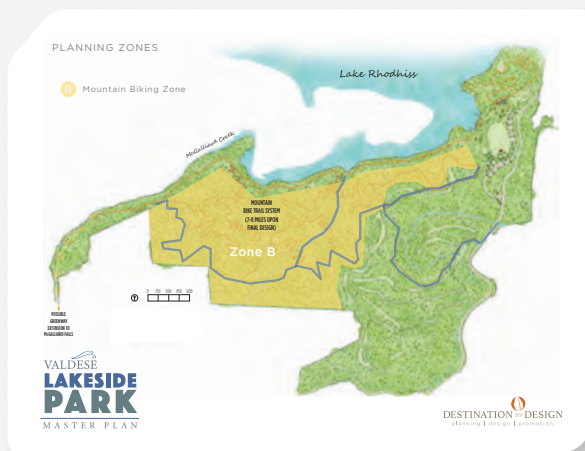 PLANNING ZONES
B Mountain Biking Zone
Lake Rhodhiss
McGalliard Creek
MOUNTAIN
BIKE TRAIL SYSTEM
(7-8 MILES UPON
FINAL DESIGN)
Zone B
POSSIBLE
GREENWAY
EXTENSION TO
McGALLIARD FALLS
VALDESE
LAKESIDE
PARK
MASTER PLAN
DESTINATION BY DESIGN
planning | design | promotion